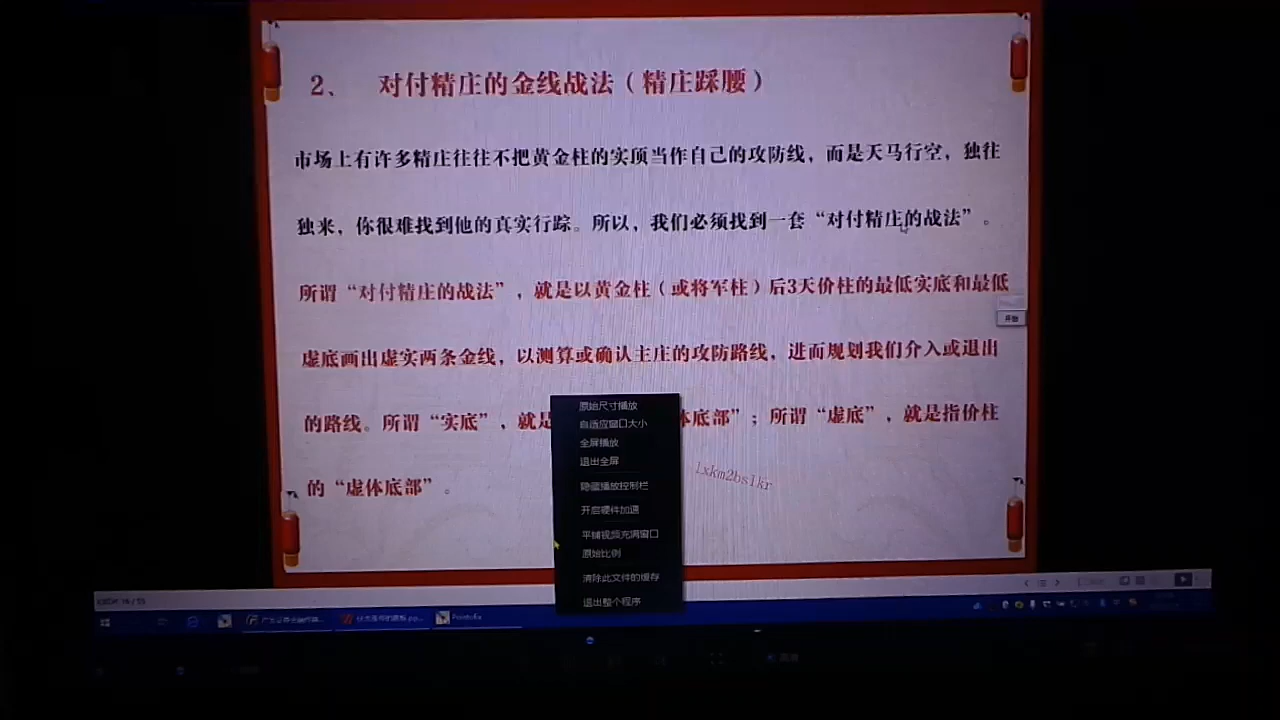 2、 对付精庄的金线战法（精庄踩腰）
市场上有许多精庄往往不把黄金柱的实顶当作自己的攻防线，而是天马行空，独往
独来，你很难找到他的真实行踪。所以，我们必须找到一套“对付精庄的战法”。
所谓“对付精庄的战法”，就是以黄金柱（或将军柱）后3天价柱的最低实底和最低
开始
虚底画出虚实两条金线，以测算或确认主庄的攻防路线，进而规划我们介入或退出
的路线。所谓“实底”，就是 体底部”；所谓“虚底”，就是指价柱
的“虚体底部”。
原始尺寸播放
自适应窗口大小
全屏播放
退出全屏
隐藏播放控制栏
开启硬件加速
平铺视频充满窗口
原始比例
清除此文件的缓存
退出整个程序
lxkm2bslkr